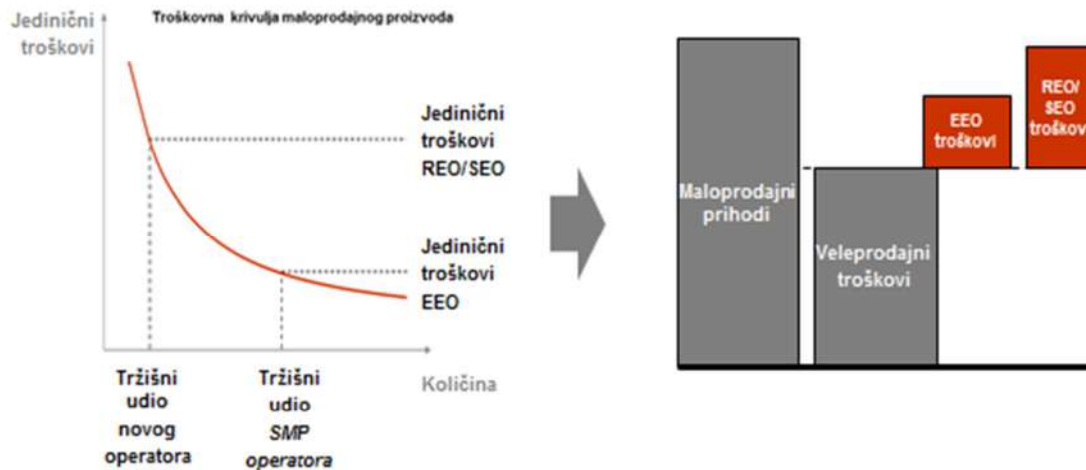 Troškovna krivulja maloprodajnog proizvoda
Jedinični
troškovi
Jedinični
troškovi
REO/SEO
Jedinični
troškovi
EEO
Količina
Tržišni
udio
novog
operatora
Tržišni
udio
SMP
operatora
Maloprodajni
prihodi
Veleprodajni
troškovi
EEO
troškovi
REO/
SEO
troškov